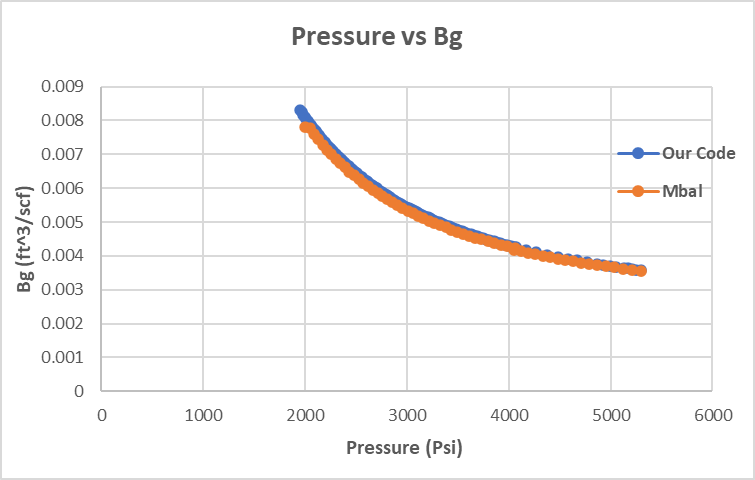 Pressure vs Bg
Bg (ft^3/scf)
0.009
0.008
0.007
0.006
0.005
0.004
0.003
0.002
0.001
0
Our Code
Mbal
0 1000 2000 3000 4000 5000 6000
Pressure (Psi)